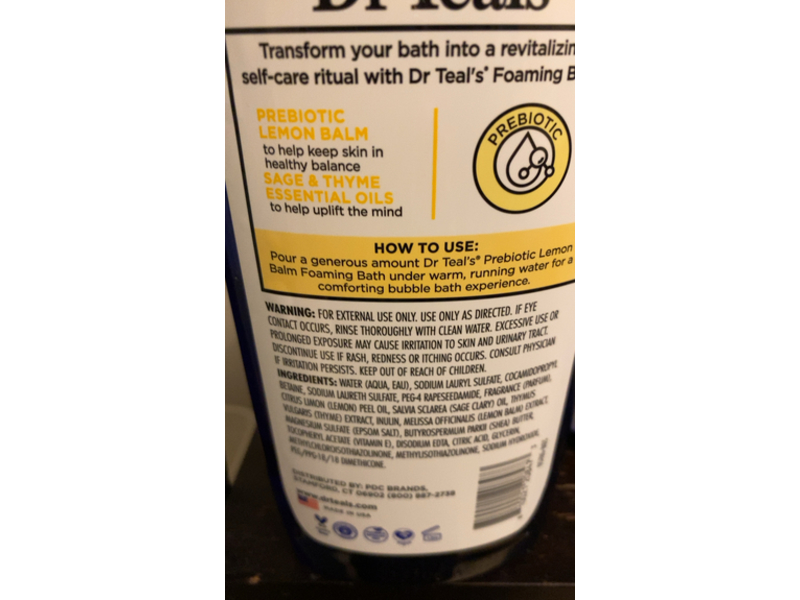 Dr Teals
Transform your bath into a revitalizin
self-care ritual with Dr Teal's® Foaming B
PREBIOTIC
LEMON BALM
to help keep skin in
healthy balance
SAGE & THYME
ESSENTIAL OILS
to help uplift the mind
PREBIOTIC
HOW TO USE:
Pour a generous amount Dr Teal's® Prebiotic Lemon
Balm Foaming Bath under warm, running water for a
comforting bubble bath experience.
WARNING: FOR EXTERNAL USE ONLY. USE ONLY AS DIRECTED. IF EYE
CONTACT OCCURS, RINSE THOROUGHLY WITH CLEAN WATER. EXCESSIVE USE OR
PROLONGED EXPOSURE MAY CAUSE IRRITATION TO SKIN AND URINARY TRACT.
DISCONTINUE USE IF RASH, REDNESS OR ITCHING OCCURS. CONSULT PHYSICIAN
IF IRRITATION PERSISTS. KEEP OUT OF REACH OF CHILDREN.
INGREDIENTS: WATER (AQUA, EAU), SODIUM LAURYL SULFATE, COCAMIDOPROPYL
BETAINE, SODIUM LAURETH SULFATE, PEG-4 RAPESEEDAMIDE, FRAGRANCE (PARFUM),
CITRUS LIMON (LEMON) PEEL OIL, SALVIA SCLAREA (SAGE CLARY) OIL, THYMUS
VULGARIS (THYME) EXTRACT, INULIN, MELISSA OFFICINALIS (LEMON BALM) EXTRACT,
MAGNESIUM SULFATE (EPSOM SALT), BUTYROSPERMUM PARKII (SHEA) BUTTER,
TOCOPHERYL ACETATE (VITAMIN E), DISODIUM EDTA, CITRIC ACID, GLYCERIN,
METHYLCHLOROISOTHIAZOLINONE, METHYLISOTHIAZOLINONE, SODIUM HYDROXIDE,
PEG/PPG-18/18 DIMETHICONE.
DISTRIBUTED BY: PDC BRANDS,
STAMFORD, CT 06902 (800) 887-2738
www.drteals.com
MADE IN USA